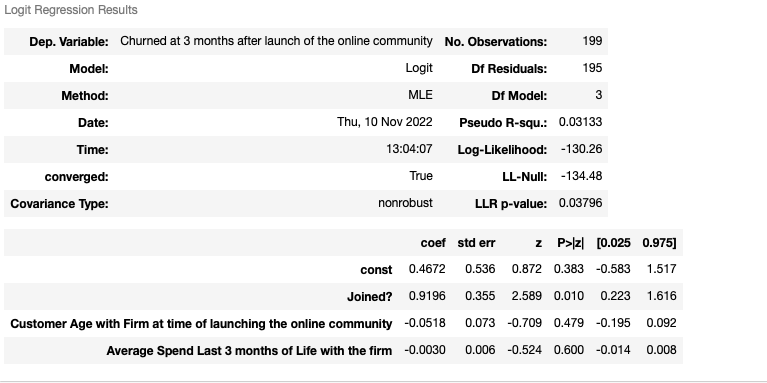 Logit Regression Results
Dep. Variable: Churned at 3 months after launch of the online community No. Observations: 199
Model: Logit Df Residuals: 195
Method: MLE Df Model: 3
Date: Thu, 10 Nov 2022 Pseudo R-squ.: 0.03133
Time: 13:04:07 Log-Likelihood: -130.26
converged: True LL-Null: -134.48
Covariance Type: nonrobust LLR p-value: 0.03796
coef std err z P>|z| [0.025 0.975]
const 0.4672 0.536 0.872 0.383 -0.583 1.517
Joined? 0.9196 0.355 2.589 0.010 0.223 1.616
Customer Age with Firm at time of launching the online community -0.0518 0.073 -0.709 0.479 -0.195 0.092
Average Spend Last 3 months of Life with the firm -0.0030 0.006 -0.524 0.600 -0.014 0.008